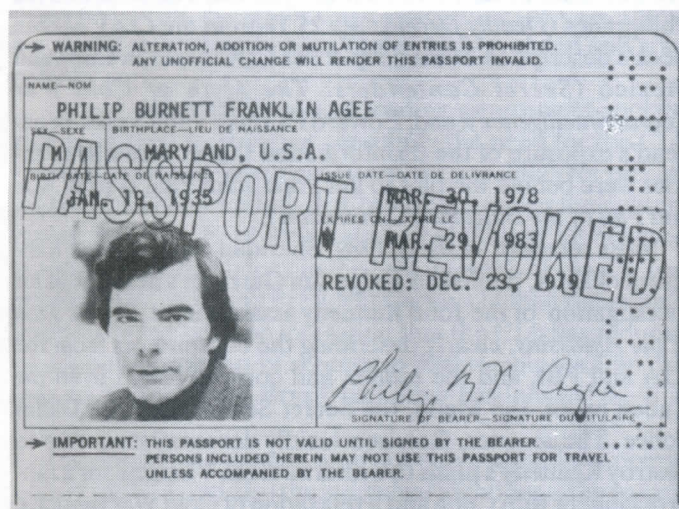 → WARNING: ALTERATION, ADDITION OR MUTILATION OF ENTRIES IS PROHIBITED.
ANY UNOFFICIAL CHANGE WILL RENDER THIS PASSPORT INVALID.
NAME—NOM
PHILIP BURNETT FRANKLIN AGEE
SEX—SEXE BIRTHPLACE—LIEU DE NAISSANCE
M MARYLAND, U.S.A.
BIRTH DATE—DATE DE NAISSANCE ISSUE DATE—DATE DE DELIVRANCE
JAN. 19, 1935 MAR. 30, 1978
EXPIRES ON—EXPIRE LE
MAR. 29, 1983
PASSPORT REVOKED
REVOKED: DEC. 23, 1979
Philip B.F. Agee
SIGNATURE OF BEARER—SIGNATURE DU TITULAIRE
→ IMPORTANT: THIS PASSPORT IS NOT VALID UNTIL SIGNED BY THE BEARER.
PERSONS INCLUDED HEREIN MAY NOT USE THIS PASSPORT FOR TRAVEL
UNLESS ACCOMPANIED BY THE BEARER.